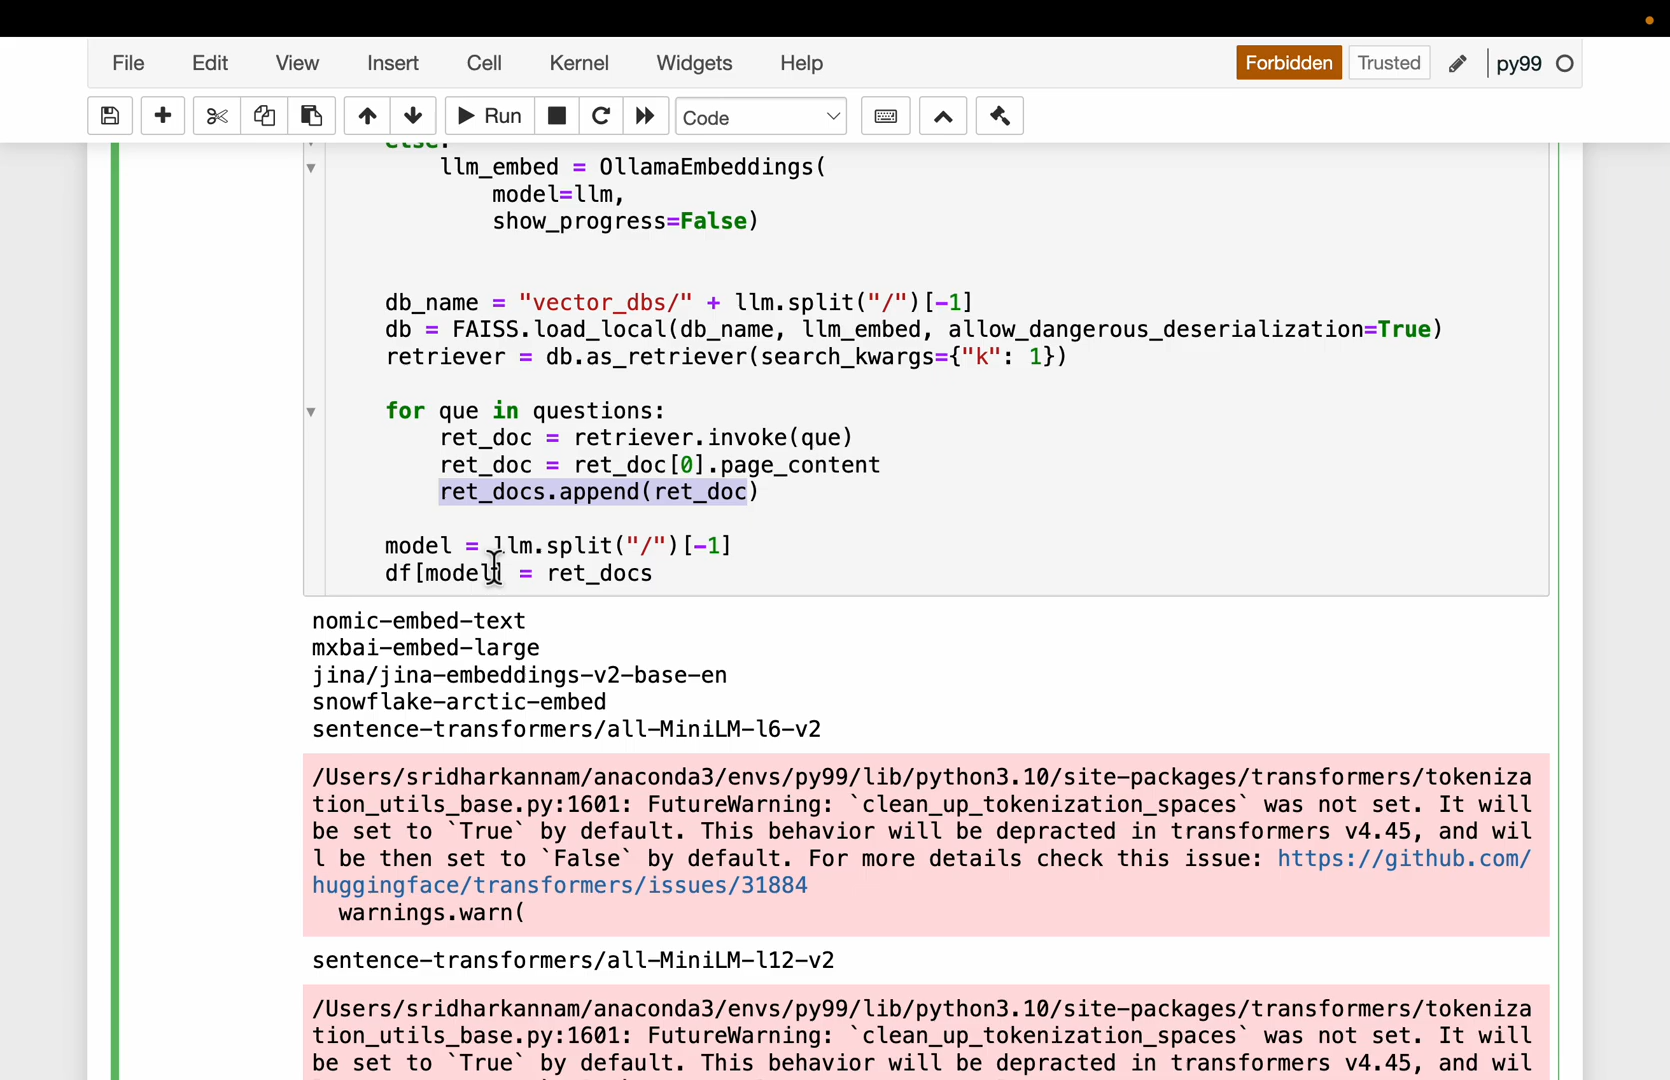 File Edit View Insert Cell Kernel Widgets Help Forbidden Trusted py99
Run Code
else:
llm_embed = OllamaEmbeddings(
model=llm,
show_progress=False)
db_name = "vector_dbs/" + llm.split("/")[-1]
db = FAISS.load_local(db_name, llm_embed, allow_dangerous_deserialization=True)
retriever = db.as_retriever(search_kwargs={"k": 1})
for que in questions:
ret_doc = retriever.invoke(que)
ret_doc = ret_doc[0].page_content
ret_docs.append(ret_doc)
model = llm.split("/")[-1]
df[model] = ret_docs
nomic-embed-text
mxbai-embed-large
jina/jina-embeddings-v2-base-en
snowflake-arctic-embed
sentence-transformers/all-MiniLM-l6-v2
/Users/sridharkannam/anaconda3/envs/py99/lib/python3.10/site-packages/transformers/tokeniza
tion_utils_base.py:1601: FutureWarning: `clean_up_tokenization_spaces` was not set. It will
be set to `True` by default. This behavior will be depracted in transformers v4.45, and wil
l be then set to `False` by default. For more details check this issue: https://github.com/
huggingface/transformers/issues/31884
warnings.warn(
sentence-transformers/all-MiniLM-l12-v2
/Users/sridharkannam/anaconda3/envs/py99/lib/python3.10/site-packages/transformers/tokeniza
tion_utils_base.py:1601: FutureWarning: `clean_up_tokenization_spaces` was not set. It will
be set to `True` by default. This behavior will be depracted in transformers v4.45, and wil